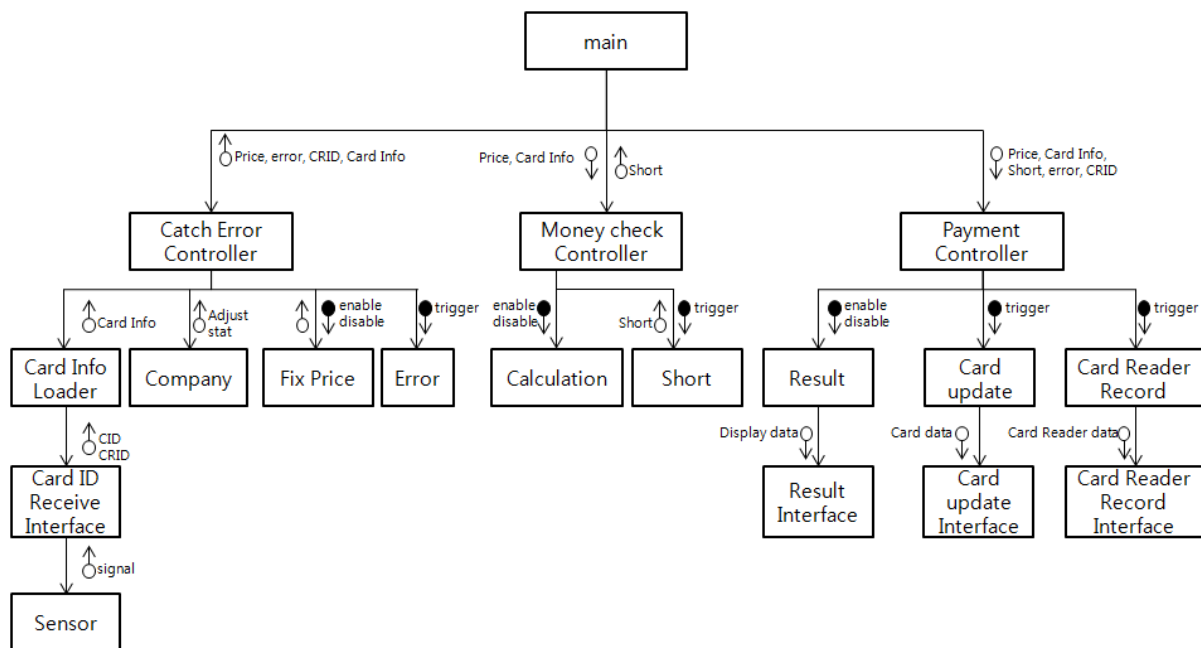 main
Price, error, CRID, Card Info
Price, Card Info
Short
Price, Card Info,
Short, error, CRID
Catch Error
Controller
Money check
Controller
Payment
Controller
Card Info
Adjust
stat
enable
disable
trigger
enable
disable
Short
trigger
enable
disable
trigger
trigger
Card Info
Loader
Company
Fix Price
Error
Calculation
Short
Result
Card
update
Card Reader
Record
CID
CRID
Display data
Card data
Card Reader data
Card ID
Receive
Interface
Result
Interface
Card
update
Interface
Card Reader
Record
Interface
signal
Sensor